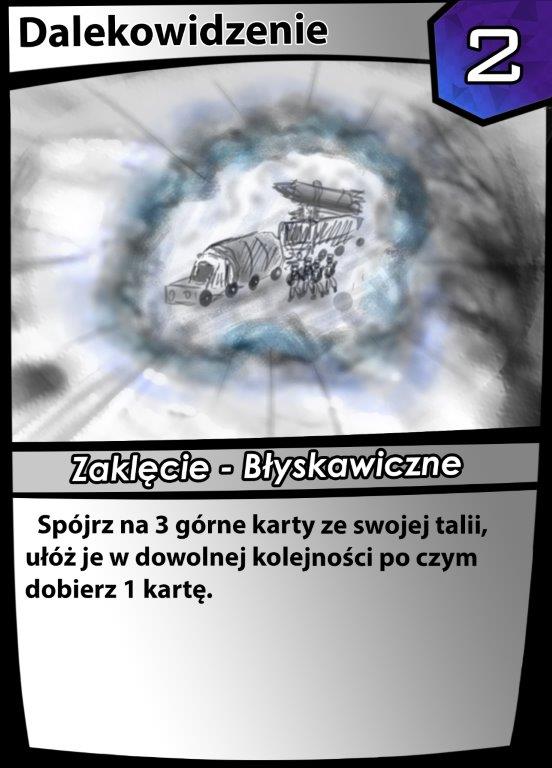 Dalekowidzenie
2
Zaklęcie - Błyskawiczne
Spójrz na 3 górne karty ze swojej talii,
ułóż je w dowolnej kolejności po czym
dobierz 1 kartę.